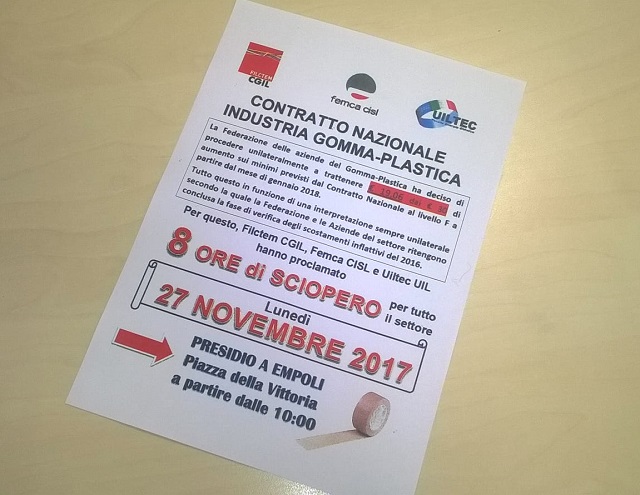 FILCTEM
CGIL
femca cisl
UILTEC
CONTRATTO NAZIONALE
INDUSTRIA GOMMA-PLASTICA
La Federazione delle aziende del Gomma-Plastica ha deciso di
procedere unilateralmente a trattenere € 19,06 dai € 30 di
aumento sui minimi previsti dal Contratto Nazionale al livello F a
partire dal mese di gennaio 2018.
Tutto questo in funzione di una interpretazione sempre unilaterale
secondo la quale la Federazione e le Aziende del settore ritengono
conclusa la fase di verifica degli scostamenti inflattivi del 2016.
Per questo, Filctem CGIL, Femca CISL e Uiltec UIL
hanno proclamato
8 ORE di SCIOPERO per tutto
il settore
Lunedì
27 NOVEMBRE 2017
PRESIDIO A EMPOLI
Piazza della Vittoria
a partire dalle 10:00